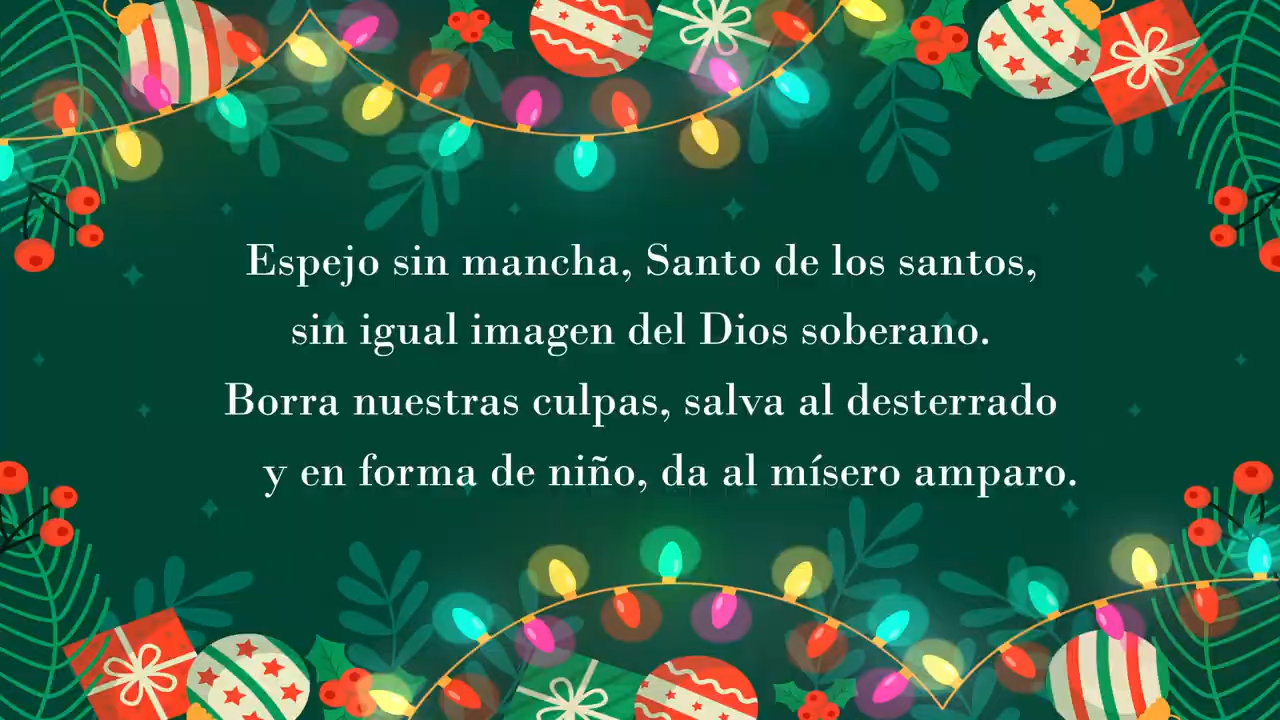 Espejo sin mancha, Santo de los santos,
sin igual imagen del Dios soberano.
Borra nuestras culpas, salva al desterrado
y en forma de niño, da al mísero amparo.